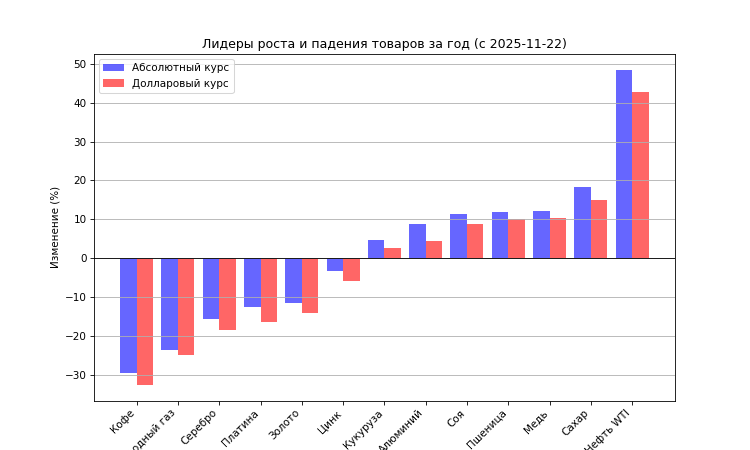 Лидеры роста и падения товаров за год (с 2025-11-22)
Абсолютный курс
Долларовый курс
Изменение (%)
50
40
30
20
10
0
−10
−20
−30
Кофе
одный газ
Серебро
Платина
Золото
Цинк
Кукуруза
Алюминий
Соя
Пшеница
Медь
Сахар
Нефть WTI